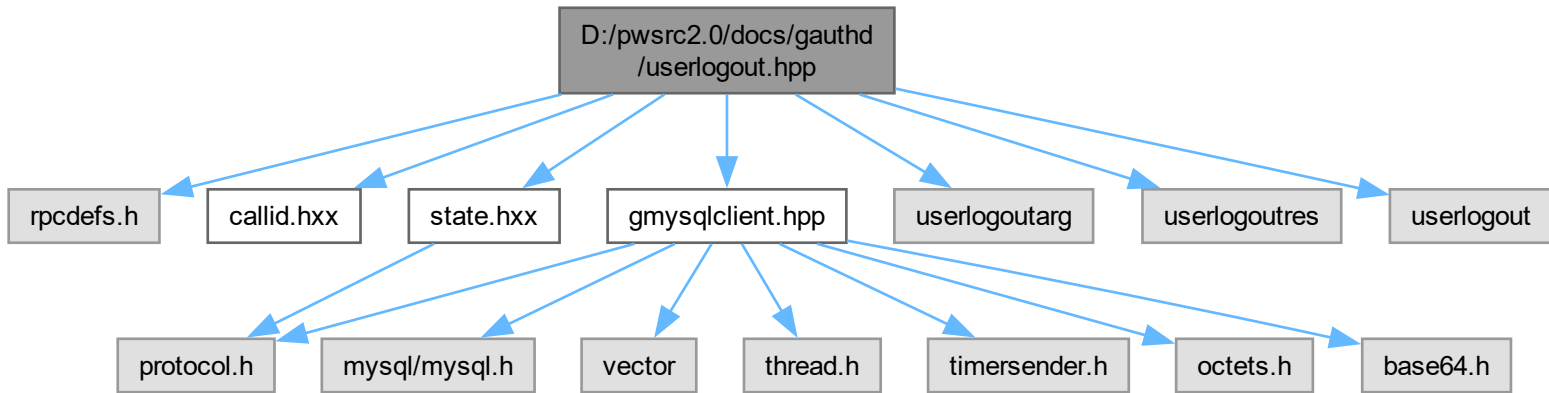 D:/pwsrc2.0/docs/gauthd
/userlogout.hpp
rpcdefs.h
callid.hxx
state.hxx
gmysqlclient.hpp
userlogoutarg
userlogoutres
userlogout
protocol.h
mysql/mysql.h
vector
thread.h
timersender.h
octets.h
base64.h